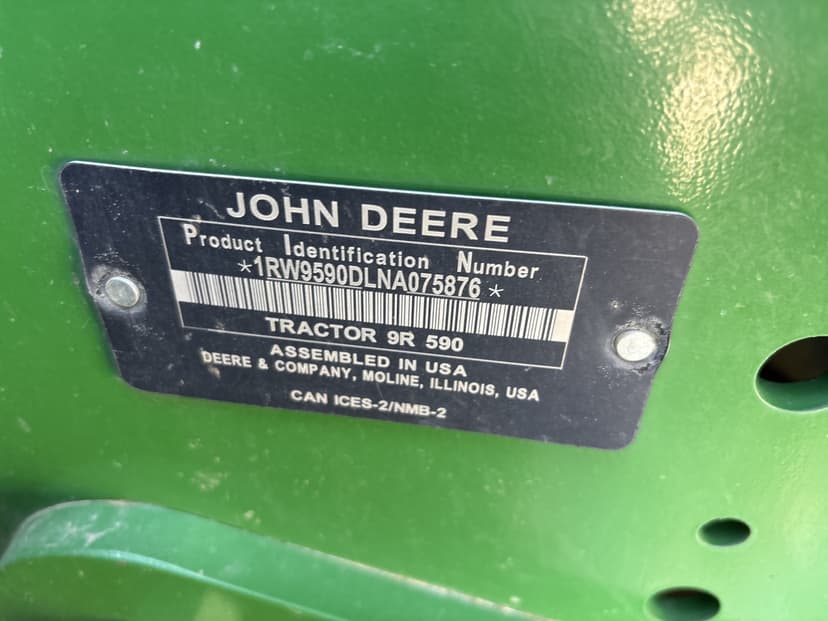 JOHN DEERE
Product Identification Number
*1RW9590DLNA075876*
TRACTOR 9R 590
ASSEMBLED IN USA
DEERE & COMPANY, MOLINE, ILLINOIS, USA
CAN ICES-2/NMB-2